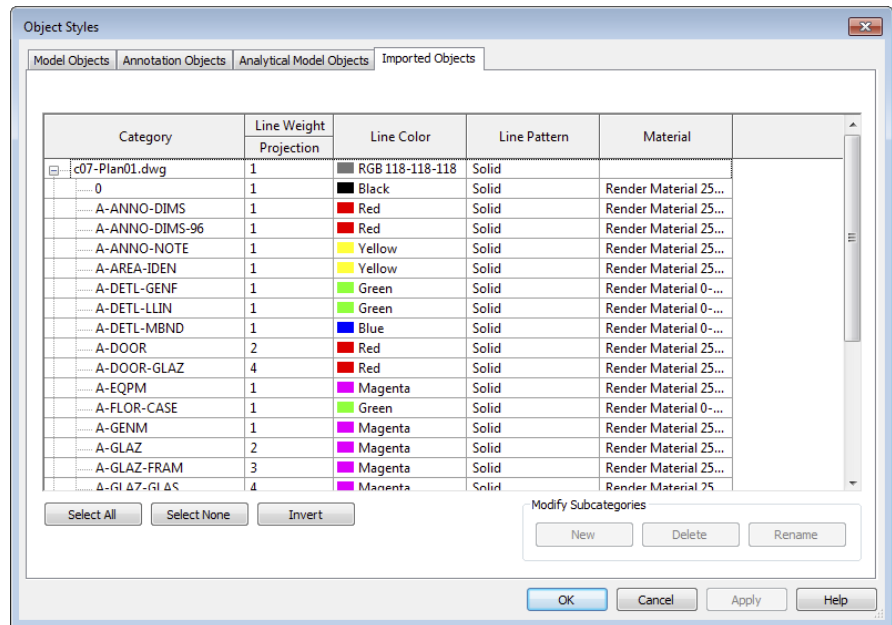 Object Styles
Model Objects Annotation Objects Analytical Model Objects Imported Objects
Category Line Weight Line Color Line Pattern Material
Projection
c07-Plan01.dwg 1 RGB 118-118-118 Solid
0 1 Black Solid Render Material 25...
A-ANNO-DIMS 1 Red Solid Render Material 25...
A-ANNO-DIMS-96 1 Red Solid Render Material 25...
A-ANNO-NOTE 1 Yellow Solid Render Material 25...
A-AREA-IDEN 1 Yellow Solid Render Material 25...
A-DETL-GENF 1 Green Solid Render Material 0-...
A-DETL-LLIN 1 Green Solid Render Material 0-...
A-DETL-MBND 1 Blue Solid Render Material 0-...
A-DOOR 2 Red Solid Render Material 25...
A-DOOR-GLAZ 4 Red Solid Render Material 25...
A-EQPM 1 Magenta Solid Render Material 25...
A-FLOR-CASE 1 Green Solid Render Material 0-...
A-GENM 1 Magenta Solid Render Material 25...
A-GLAZ 2 Magenta Solid Render Material 25...
A-GLAZ-FRAM 3 Magenta Solid Render Material 25...
A-GLAZ-GLAS 4 Magenta Solid Render Material 25
Select All Select None Invert
Modify Subcategories
New Delete Rename
OK Cancel Apply Help